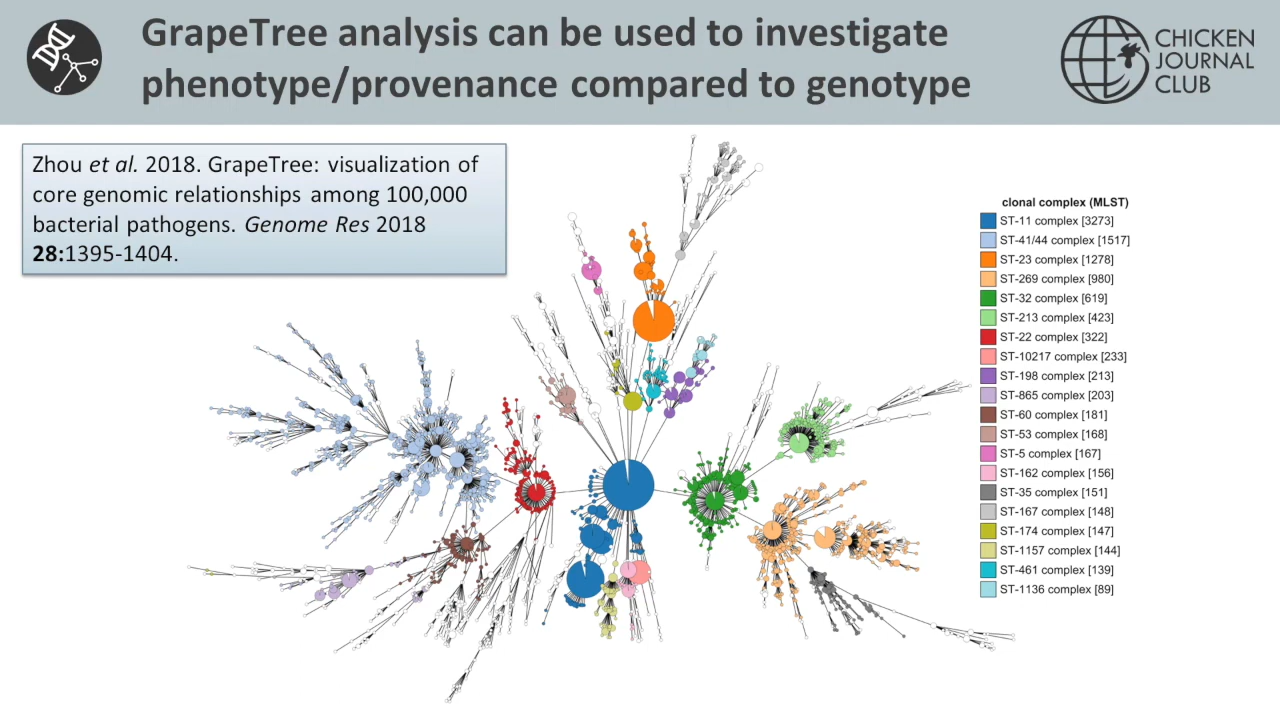 GrapeTree analysis can be used to investigate
phenotype/provenance compared to genotype
CHICKEN
JOURNAL
CLUB
Zhou et al. 2018. GrapeTree: visualization of
core genomic relationships among 100,000
bacterial pathogens. Genome Res 2018
28:1395-1404.
clonal complex (MLST)
ST-11 complex [3273]
ST-41/44 complex [1517]
ST-23 complex [1278]
ST-269 complex [980]
ST-32 complex [619]
ST-213 complex [423]
ST-22 complex [322]
ST-10217 complex [233]
ST-198 complex [213]
ST-865 complex [203]
ST-60 complex [181]
ST-53 complex [168]
ST-5 complex [167]
ST-162 complex [156]
ST-35 complex [151]
ST-167 complex [148]
ST-174 complex [147]
ST-1157 complex [144]
ST-461 complex [139]
ST-1136 complex [89]